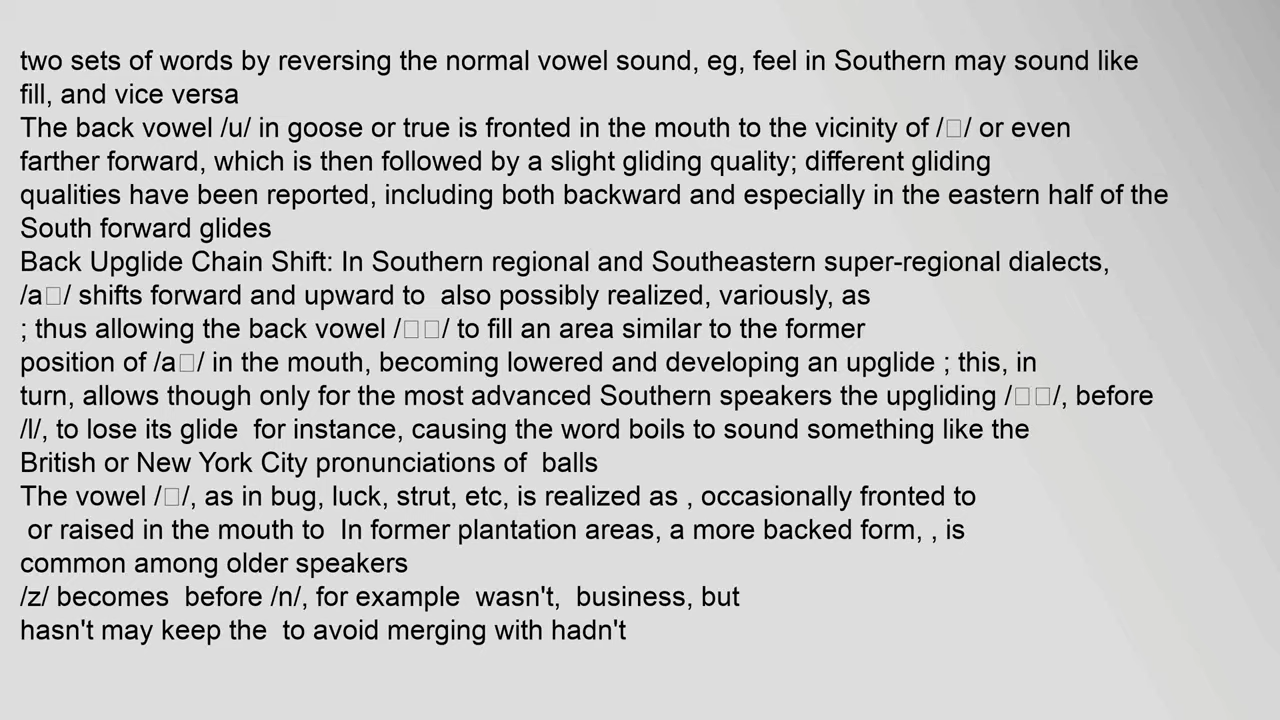 two sets of words by reversing the normal vowel sound, eg, feel in Southern may sound like
fill, and vice versa
The back vowel /u/ in goose or true is fronted in the mouth to the vicinity of /□/ or even
farther forward, which is then followed by a slight gliding quality; different gliding
qualities have been reported, including both backward and especially in the eastern half of the
South forward glides
Back Upglide Chain Shift: In Southern regional and Southeastern super-regional dialects,
/a□/ shifts forward and upward to  also possibly realized, variously, as
; thus allowing the back vowel /□□/ to fill an area similar to the former
position of /a□/ in the mouth, becoming lowered and developing an upglide ; this, in
turn, allows though only for the most advanced Southern speakers the upgliding /□□/, before
/l/, to lose its glide  for instance, causing the word boils to sound something like the
British or New York City pronunciations of  balls
The vowel /□/, as in bug, luck, strut, etc, is realized as , occasionally fronted to
or raised in the mouth to  In former plantation areas, a more backed form, , is
common among older speakers
/z/ becomes  before /n/, for example  wasn't,  business, but
hasn't may keep the  to avoid merging with hadn't